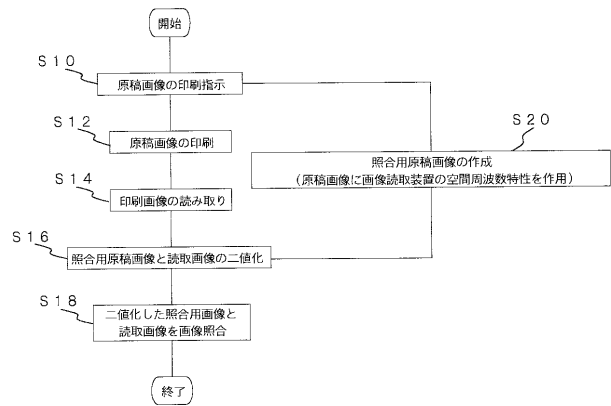 開始
S10
原稿画像の印刷指示
S12
原稿画像の印刷
S20
照合用原稿画像の作成
（原稿画像に画像読取装置の空間周波数特性を作用）
S14
印刷画像の読み取り
S16
照合用原稿画像と読取画像の二値化
S18
二値化した照合用画像と
読取画像を画像照合
終了